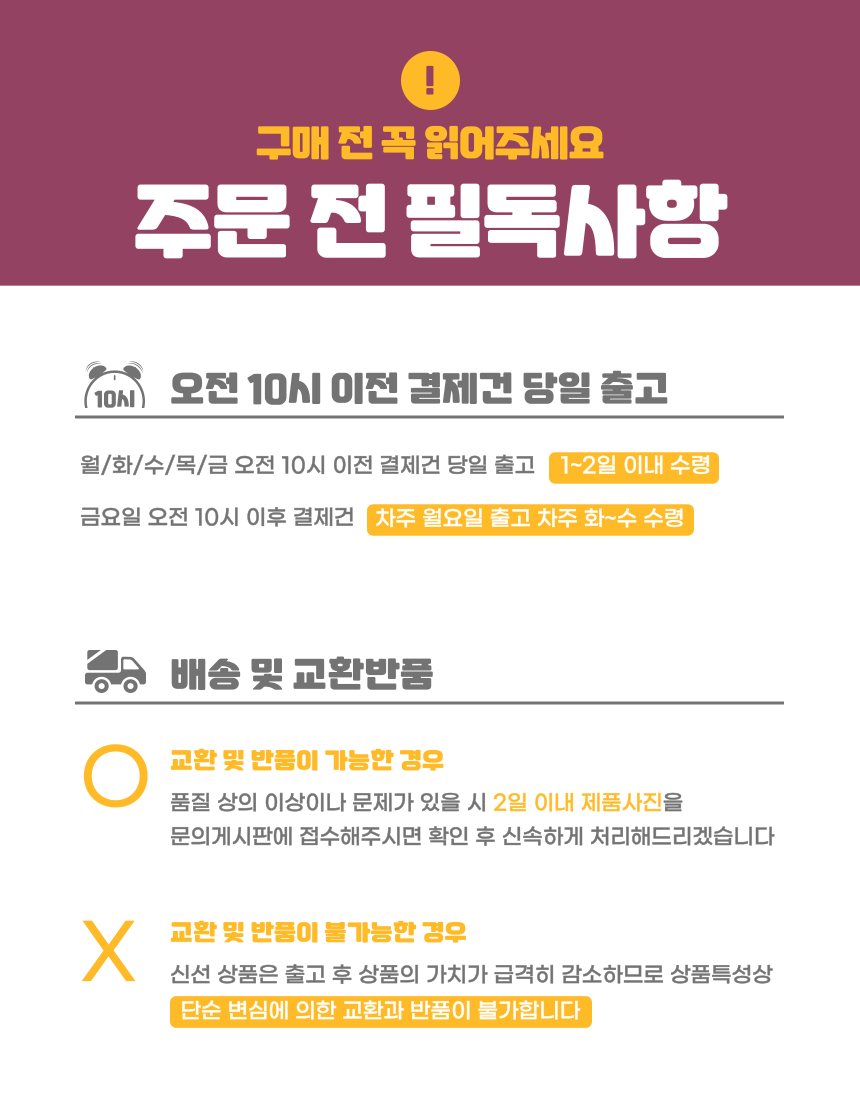 !
구매 전 꼭 읽어주세요
주문 전 필독사항
10시
오전 10시 이전 결제건 당일 출고
월/화/수/목/금 오전 10시 이전 결제건 당일 출고 1~2일 이내 수령
금요일 오전 10시 이후 결제건 차주 월요일 출고 차주 화~수 수령
배송 및 교환반품
O
교환 및 반품이 가능한 경우
품질 상의 이상이나 문제가 있을 시 2일 이내 제품사진을
문의게시판에 접수해주시면 확인 후 신속하게 처리해드리겠습니다
X
교환 및 반품이 불가능한 경우
신선 상품은 출고 후 상품의 가치가 급격히 감소하므로 상품특성상
단순 변심에 의한 교환과 반품이 불가합니다